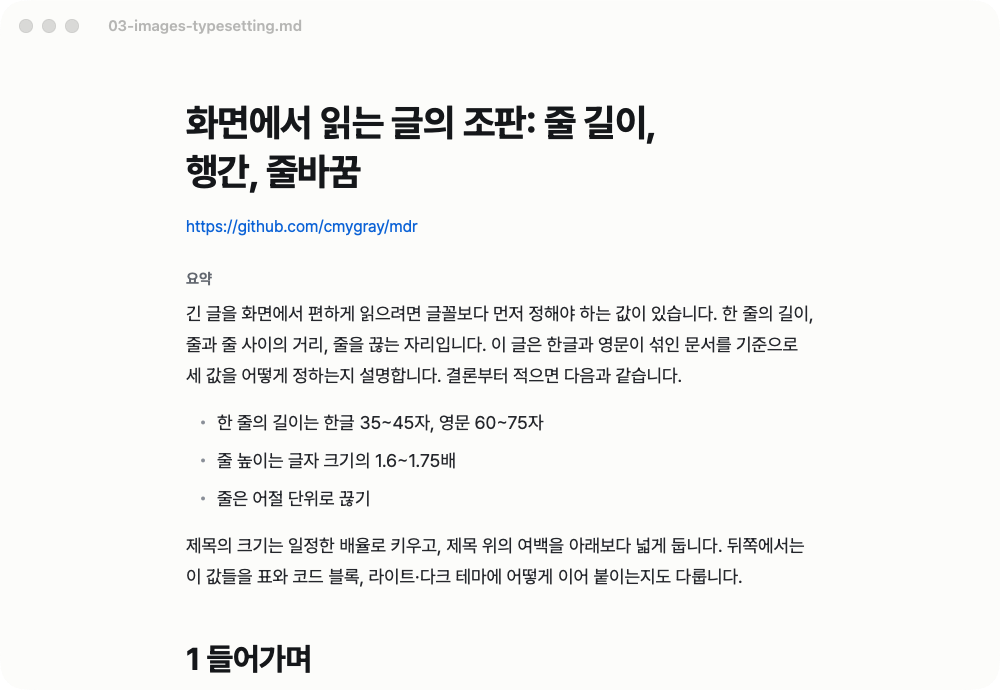 03-images-typesetting.md
화면에서 읽는 글의 조판: 줄 길이,
행간, 줄바꿈
https://github.com/cmygray/mdr
요약
긴 글을 화면에서 편하게 읽으려면 글꼴보다 먼저 정해야 하는 값이 있습니다. 한 줄의 길이,
줄과 줄 사이의 거리, 줄을 끊는 자리입니다. 이 글은 한글과 영문이 섞인 문서를 기준으로
세 값을 어떻게 정하는지 설명합니다. 결론부터 적으면 다음과 같습니다.
• 한 줄의 길이는 한글 35~45자, 영문 60~75자
• 줄 높이는 글자 크기의 1.6~1.75배
• 줄은 어절 단위로 끊기
제목의 크기는 일정한 배율로 키우고, 제목 위의 여백을 아래보다 넓게 둡니다. 뒤쪽에서는
이 값들을 표와 코드 블록, 라이트·다크 테마에 어떻게 이어 붙이는지도 다룹니다.
1 들어가며